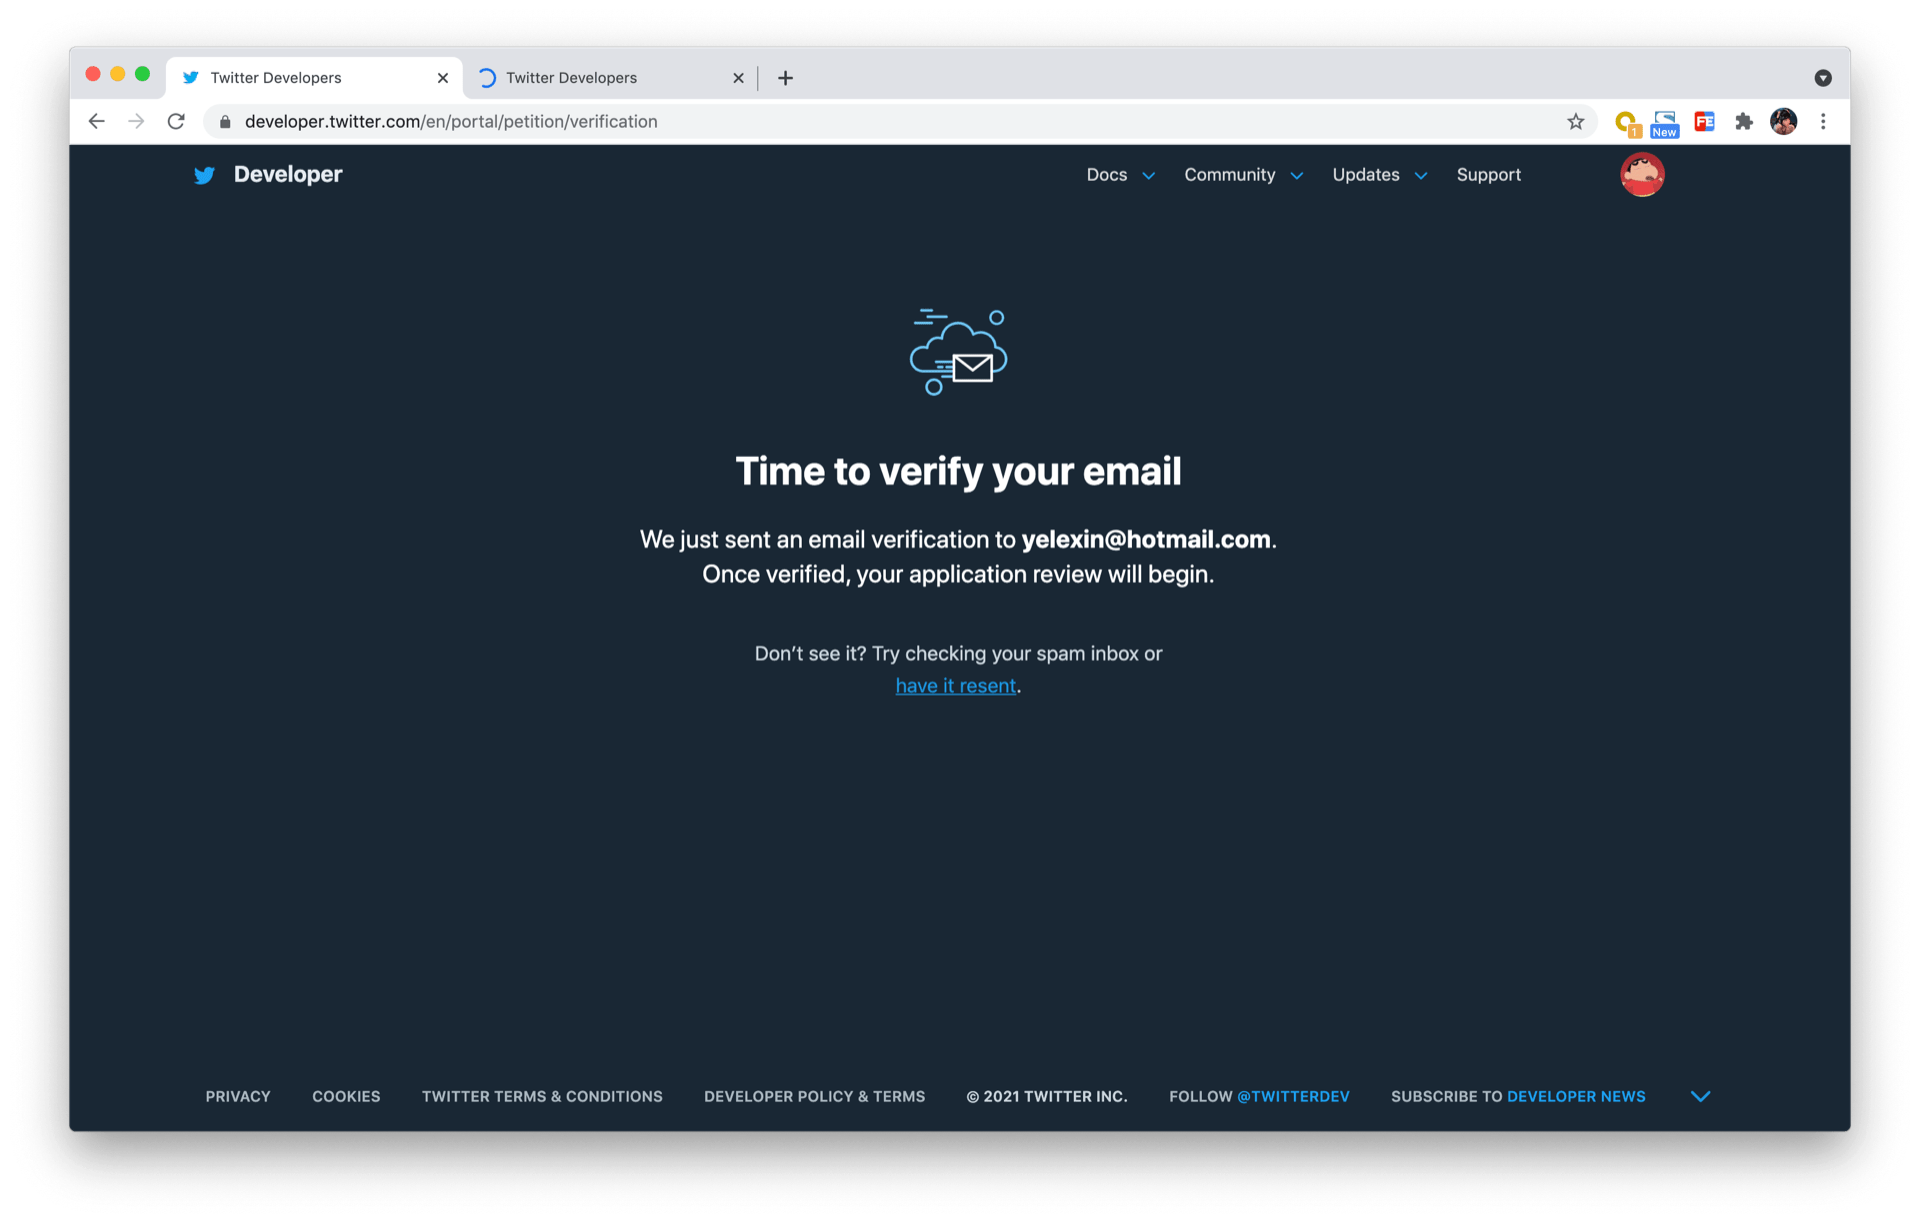 Twitter Developers
Twitter Developers
developer.twitter.com/en/portal/petition/verification
1
New
FE
Developer
Docs
Community
Updates
Support
Time to verify your email
We just sent an email verification to yelexin@hotmail.com.
Once verified, your application review will begin.
Don’t see it? Try checking your spam inbox or
have it resent.
PRIVACY
COOKIES
TWITTER TERMS & CONDITIONS
DEVELOPER POLICY & TERMS
© 2021 TWITTER INC.
FOLLOW @TWITTERDEV
SUBSCRIBE TO DEVELOPER NEWS